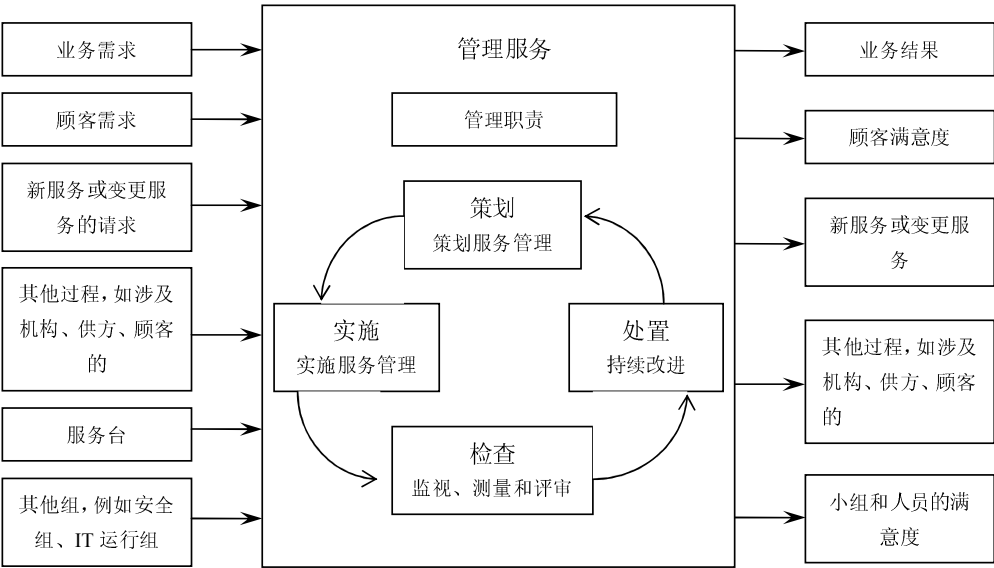 业务需求
顾客需求
新服务或变更服
务的请求
其他过程，如涉及
机构、供方、顾客
的
服务台
其他组，例如安全
组、IT 运行组
管理服务
管理职责
策划
策划服务管理
实施
实施服务管理
处置
持续改进
检查
监视、测量和评审
业务结果
顾客满意度
新服务或变更服
务
其他过程，如涉及
机构、供方、顾客
的
小组和人员的满
意度